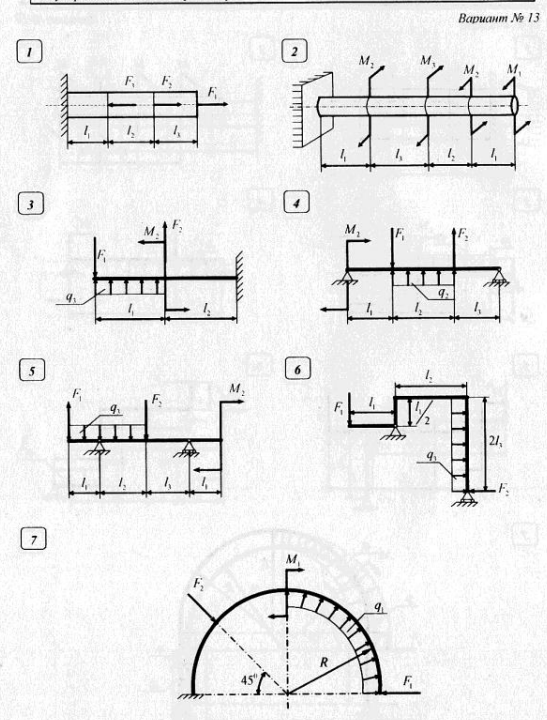 Вариант № 13
1
F₃ F₂ F₁
l₁ l₂ l₃
2
M₂ M₃ M₂ M₁
l₁ l₃ l₂ l₁
3
M₂ F₂
F₁
q₃
l₁ l₂
4
M₂ F₁ F₂
q₂
l₁ l₂ l₃
5
F₁ q₃ F₂ M₂
l₁ l₂ l₃ l₁
6
l₂
F₁ l₁ l₁/2
2l₃
q₃
F₂
7
M₁
F₂
q₁
R
45°
F₁